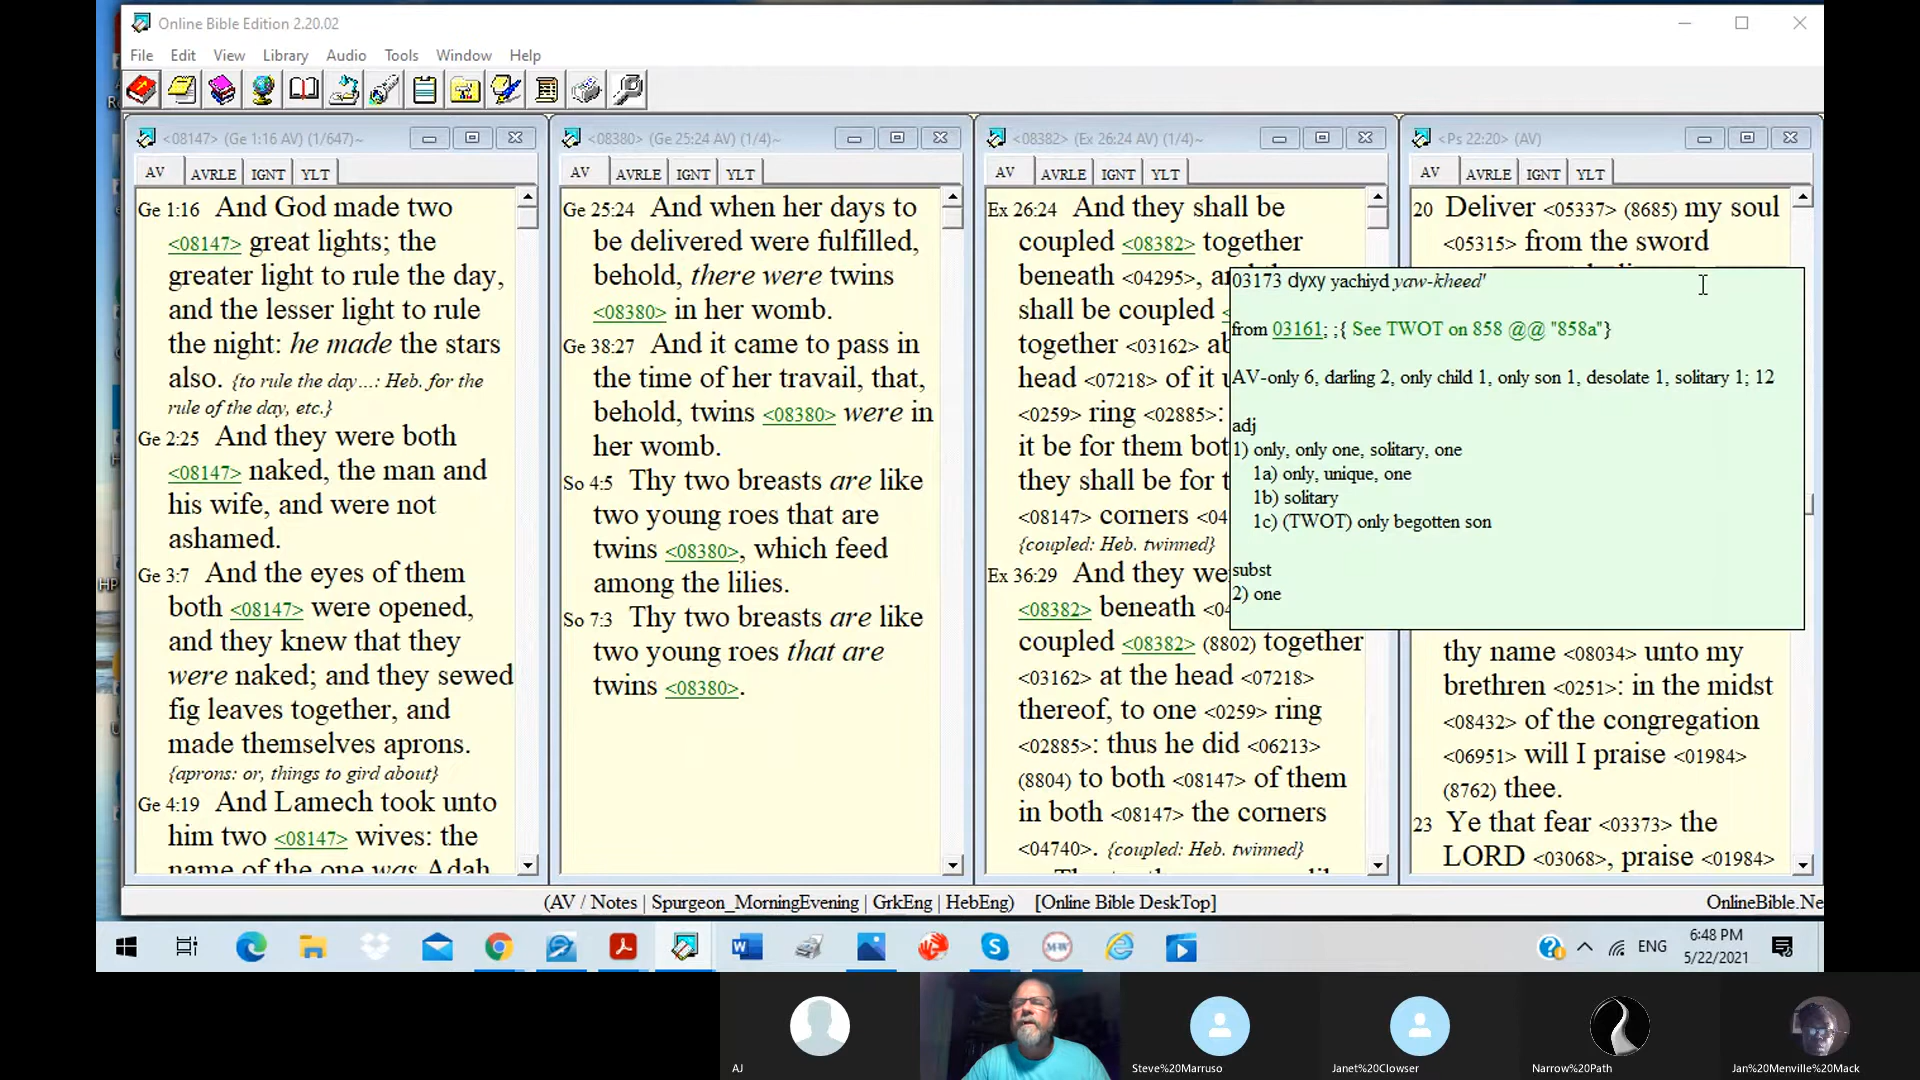 Online Bible Edition 2.20.02
File Edit View Library Audio Tools Window Help
<08147> (Ge 1:16 AV) (1/647)~
AV AVRLE IGNT YLT
Ge 1:16 And God made two
<08147> great lights; the
greater light to rule the day,
and the lesser light to rule
the night: he made the stars
also. {to rule the day…: Heb. for the
rule of the day, etc.}
Ge 2:25 And they were both
<08147> naked, the man and
his wife, and were not
ashamed.
Ge 3:7 And the eyes of them
both <08147> were opened,
and they knew that they
were naked; and they sewed
fig leaves together, and
made themselves aprons.
{aprons: or, things to gird about}
Ge 4:19 And Lamech took unto
him two <08147> wives: the
name of the one was Adah
<08380> (Ge 25:24 AV) (1/4)~
AV AVRLE IGNT YLT
Ge 25:24 And when her days to
be delivered were fulfilled,
behold, there were twins
<08380> in her womb.
Ge 38:27 And it came to pass in
the time of her travail, that,
behold, twins <08380> were in
her womb.
So 4:5 Thy two breasts are like
two young roes that are
twins <08380>, which feed
among the lilies.
So 7:3 Thy two breasts are like
two young roes that are
twins <08380>.
<08382> (Ex 26:24 AV) (1/4)~
AV AVRLE IGNT YLT
Ex 26:24 And they shall be
coupled <08382> together
beneath <04295>, an
shall be coupled
together <03162> ab
head <07218> of it
<0259> ring <02885>:
it be for them bot
they shall be for t
<08147> corners <04
{coupled: Heb. twinned}
Ex 36:29 And they we
<08382> beneath <04
coupled <08382> (8802) together
<03162> at the head <07218>
thereof, to one <0259> ring
<02885>: thus he did <06213>
(8804) to both <08147> of them
in both <08147> the corners
<04740>. {coupled: Heb. twinned}
<Ps 22:20> (AV)
AV AVRLE IGNT YLT
20 Deliver <05337> (8685) my soul
<05315> from the sword
03173 dyxy yachiyd yaw-kheed'
from 03161; ;{ See TWOT on 858 @@ "858a"}
AV-only 6, darling 2, only child 1, only son 1, desolate 1, solitary 1; 12
adj
1) only, only one, solitary, one
1a) only, unique, one
1b) solitary
1c) (TWOT) only begotten son
subst
2) one
thy name <08034> unto my
brethren <0251>: in the midst
<08432> of the congregation
<06951> will I praise <01984>
(8762) thee.
23 Ye that fear <03373> the
LORD <03068>, praise <01984>
(AV / Notes | Spurgeon_MorningEvening | GrkEng | HebEng) [Online Bible DeskTop] OnlineBible.Ne
HP
ENG
6:48 PM
5/22/2021
AJ
Steve%20Marruso
Janet%20Clowser
Narrow%20Path
Jan%20Menville%20Mack